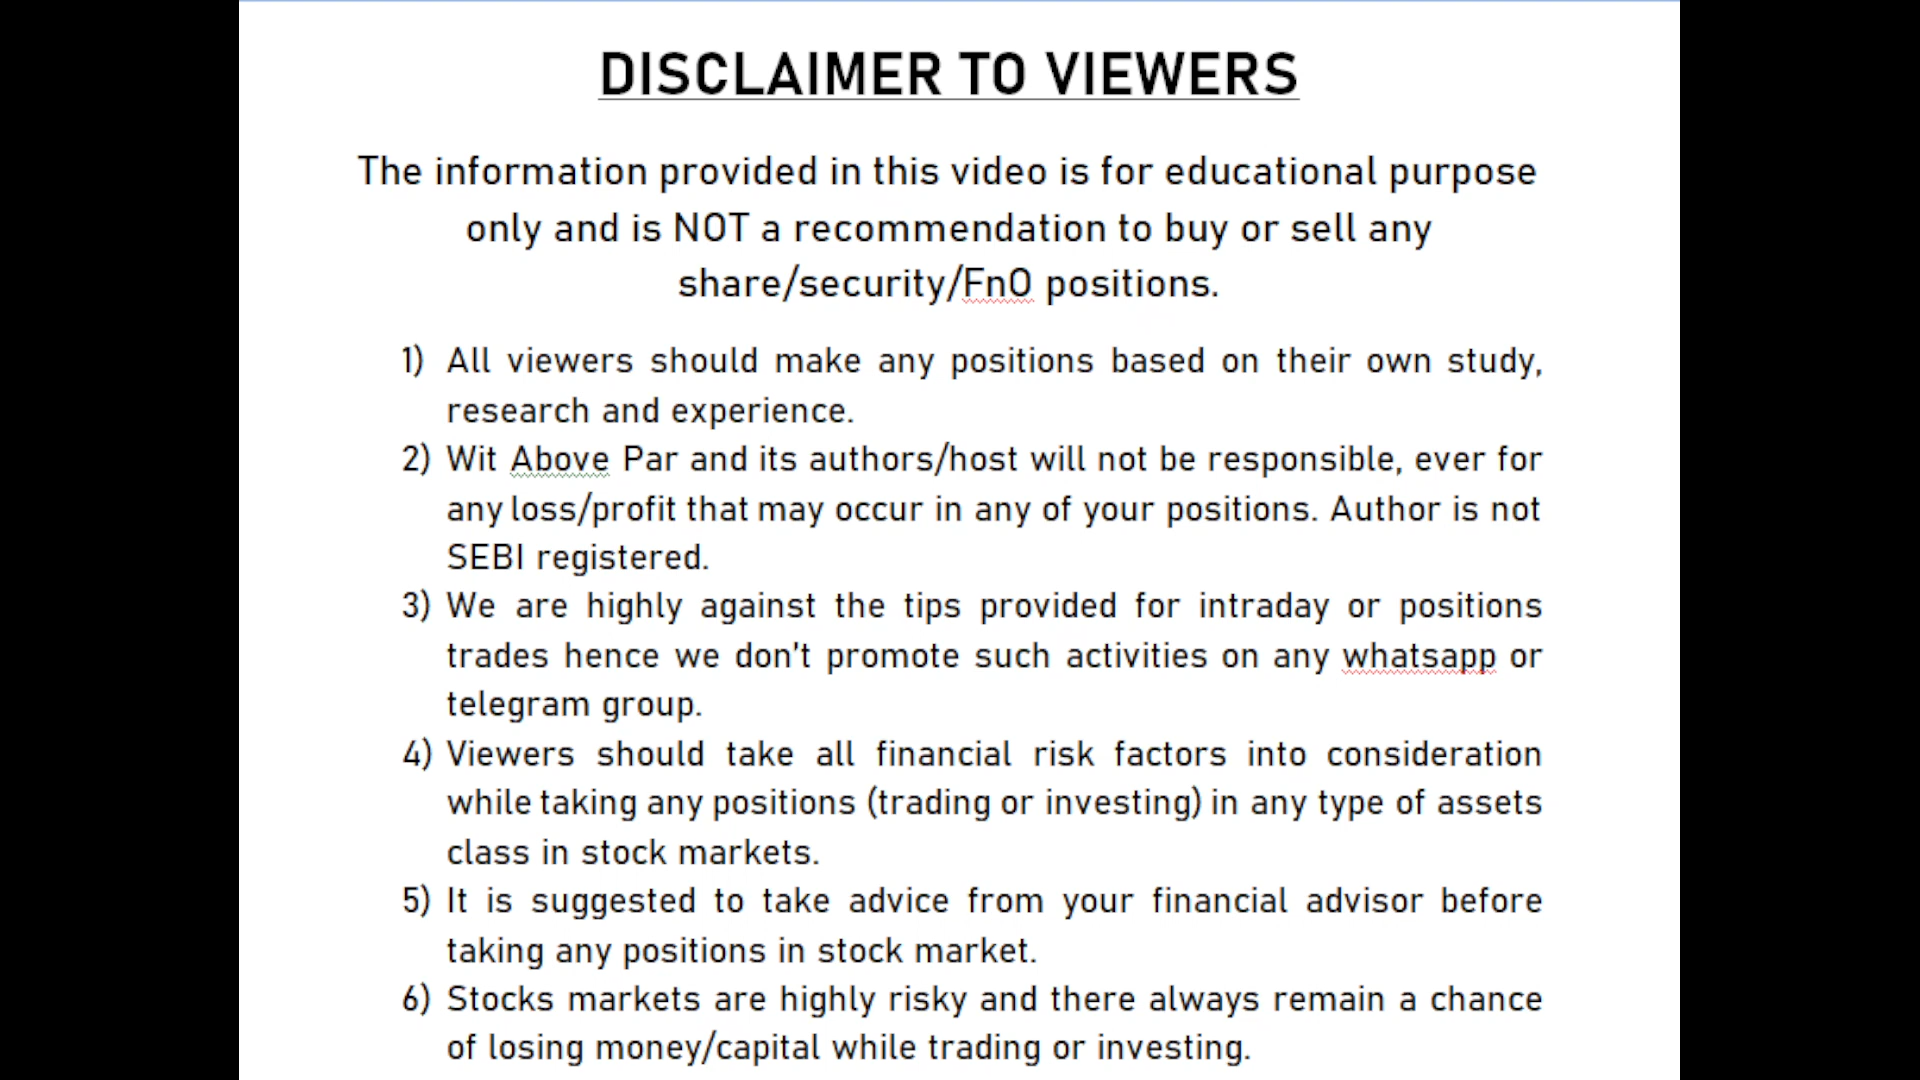 DISCLAIMER TO VIEWERS
The information provided in this video is for educational purpose
only and is NOT a recommendation to buy or sell any
share/security/FnO positions.
1) All viewers should make any positions based on their own study,
research and experience.
2) Wit Above Par and its authors/host will not be responsible, ever for
any loss/profit that may occur in any of your positions. Author is not
SEBI registered.
3) We are highly against the tips provided for intraday or positions
trades hence we don't promote such activities on any whatsapp or
telegram group.
4) Viewers should take all financial risk factors into consideration
while taking any positions (trading or investing) in any type of assets
class in stock markets.
5) It is suggested to take advice from your financial advisor before
taking any positions in stock market.
6) Stocks markets are highly risky and there always remain a chance
of losing money/capital while trading or investing.